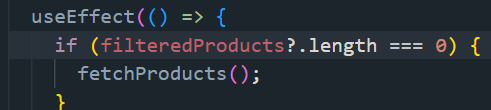 useEffect(() => {
if (filteredProducts?.length === 0) {
fetchProducts();
}